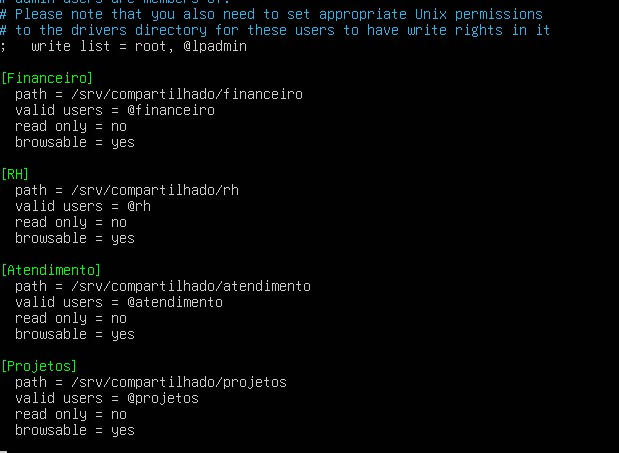 # admin users are members of.
# Please note that you also need to set appropriate Unix permissions
# to the drivers directory for these users to have write rights in it
;   write list = root, @lpadmin

[Financeiro]
  path = /srv/compartilhado/financeiro
  valid users = @financeiro
  read only = no
  browsable = yes

[RH]
  path = /srv/compartilhado/rh
  valid users = @rh
  read only = no
  browsable = yes

[Atendimento]
  path = /srv/compartilhado/atendimento
  valid users = @atendimento
  read only = no
  browsable = yes

[Projetos]
  path = /srv/compartilhado/projetos
  valid users = @projetos
  read only = no
  browsable = yes